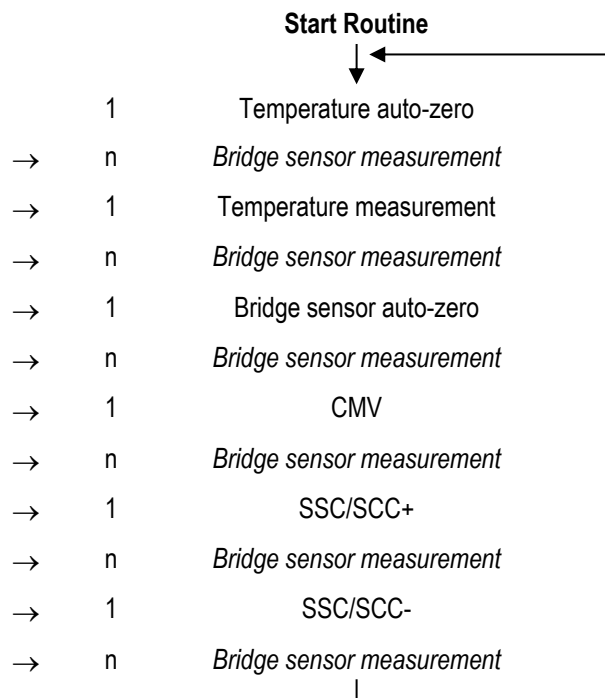 Start Routine
1 Temperature auto-zero
→ n Bridge sensor measurement
→ 1 Temperature measurement
→ n Bridge sensor measurement
→ 1 Bridge sensor auto-zero
→ n Bridge sensor measurement
→ 1 CMV
→ n Bridge sensor measurement
→ 1 SSC/SCC+
→ n Bridge sensor measurement
→ 1 SSC/SCC-
→ n Bridge sensor measurement